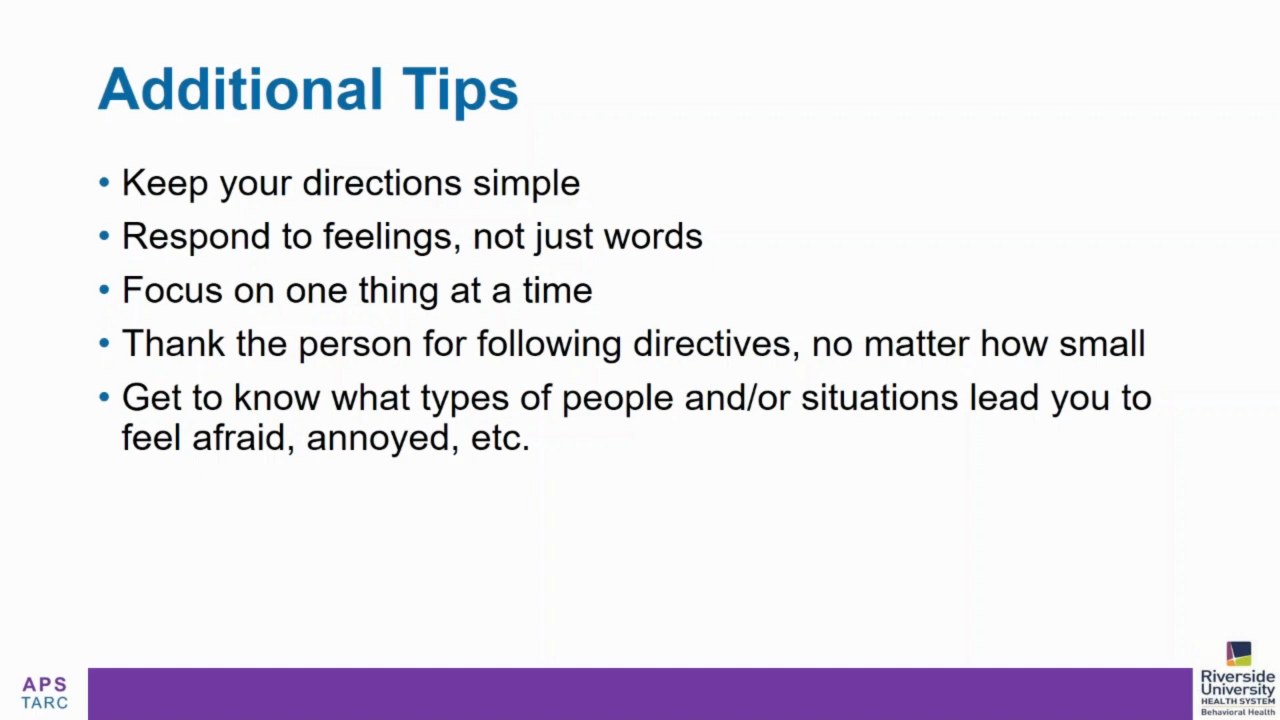 Additional Tips
• Keep your directions simple
• Respond to feelings, not just words
• Focus on one thing at a time
• Thank the person for following directives, no matter how small
• Get to know what types of people and/or situations lead you to
feel afraid, annoyed, etc.
APS
TARC
Riverside
University
HEALTH SYSTEM
Behavioral Health